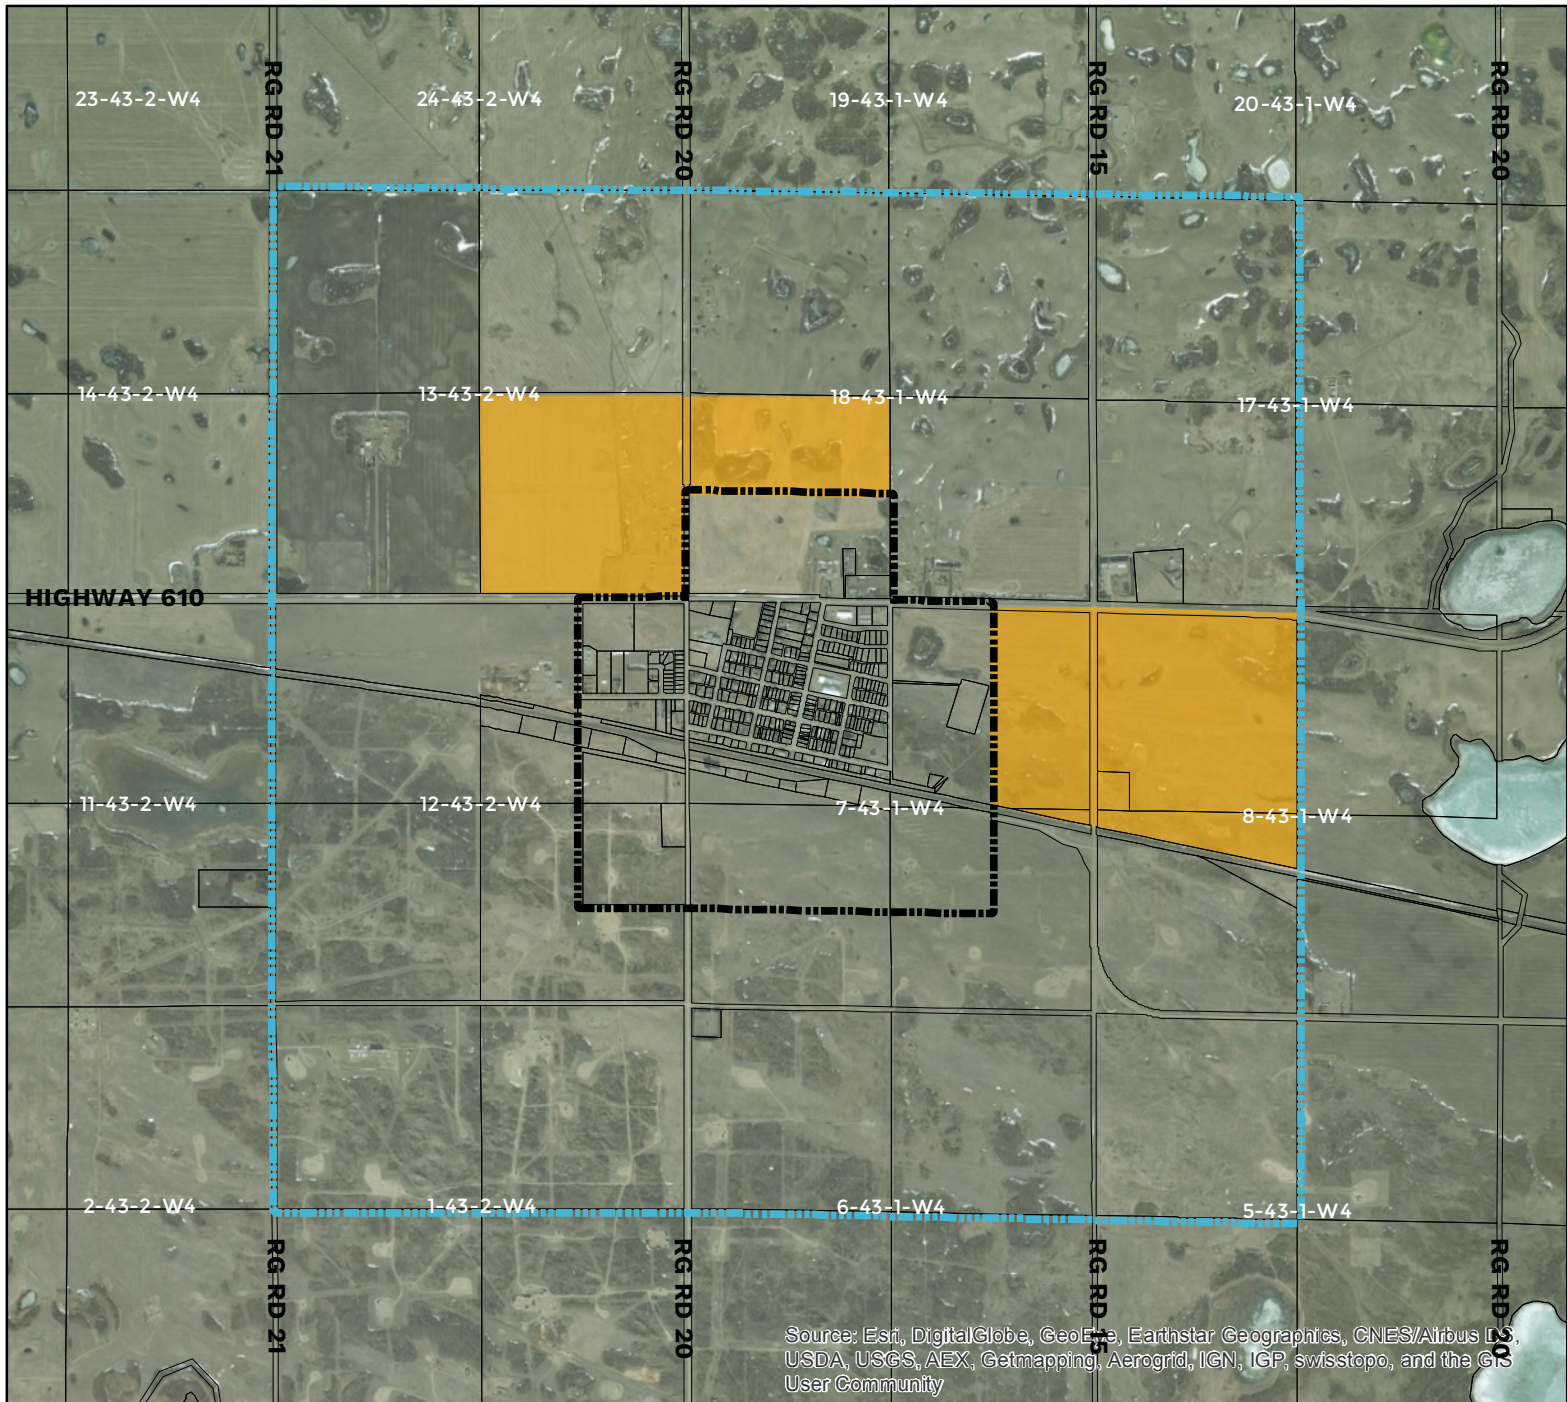 RG RD 21
RG RD 20
RG RD 15
RG RD 20
23-43-2-W4
24-43-2-W4
19-43-1-W4
20-43-1-W4
14-43-2-W4
13-43-2-W4
18-43-1-W4
17-43-1-W4
HIGHWAY 610
11-43-2-W4
12-43-2-W4
7-43-1-W4
8-43-1-W4
2-43-2-W4
1-43-2-W4
6-43-1-W4
5-43-1-W4
RG RD 21
RG RD 20
RG RD 15
RG RD 20
Source: Esri, DigitalGlobe, GeoEye, Earthstar Geographics, CNES/Airbus DS,
USDA, USGS, AEX, Getmapping, Aerogrid, IGN, IGP, swisstopo, and the GIS
User Community